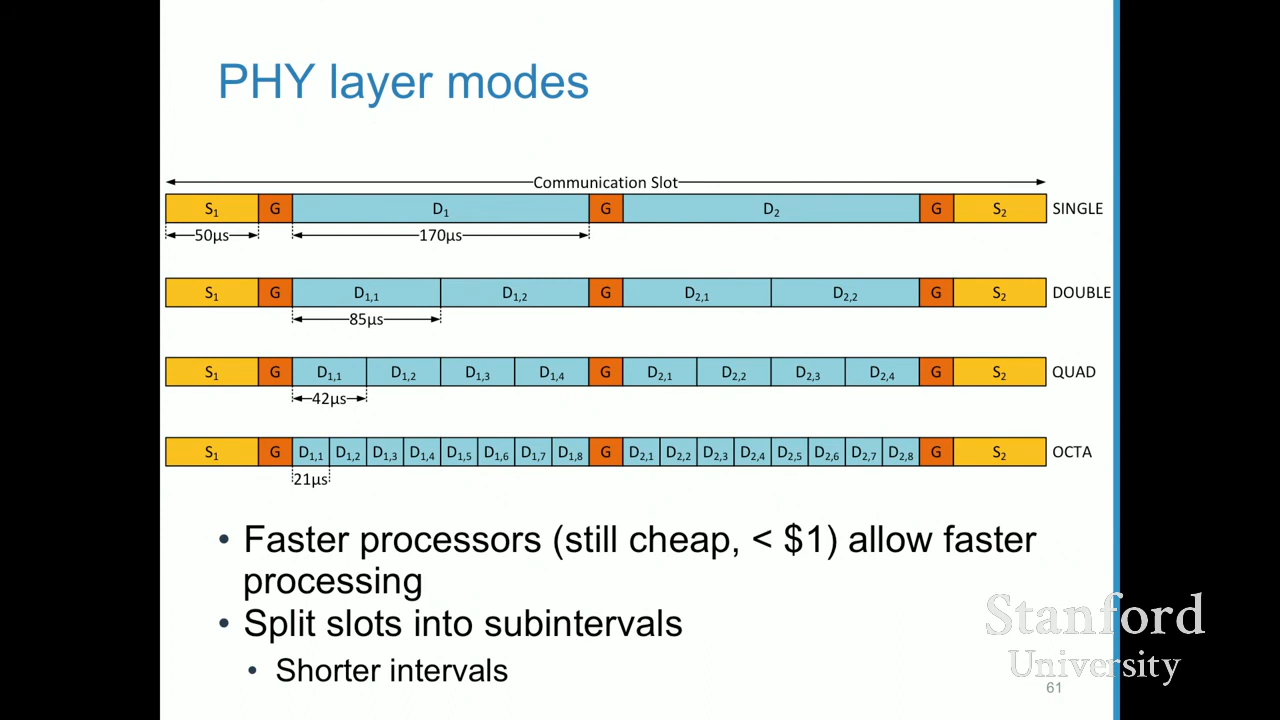 PHY layer modes
Communication Slot
S₁ G D₁ G D₂ G S₂ SINGLE
50µs 170µs
S₁ G D₁,₁ D₁,₂ G D₂,₁ D₂,₂ G S₂ DOUBLE
85µs
S₁ G D₁,₁ D₁,₂ D₁,₃ D₁,₄ G D₂,₁ D₂,₂ D₂,₃ D₂,₄ G S₂ QUAD
42µs
S₁ G D₁,₁ D₁,₂ D₁,₃ D₁,₄ D₁,₅ D₁,₆ D₁,₇ D₁,₈ G D₂,₁ D₂,₂ D₂,₃ D₂,₄ D₂,₅ D₂,₆ D₂,₇ D₂,₈ G S₂ OCTA
21µs
• Faster processors (still cheap, < $1) allow faster
processing
• Split slots into subintervals
• Shorter intervals
Stanford
University
61